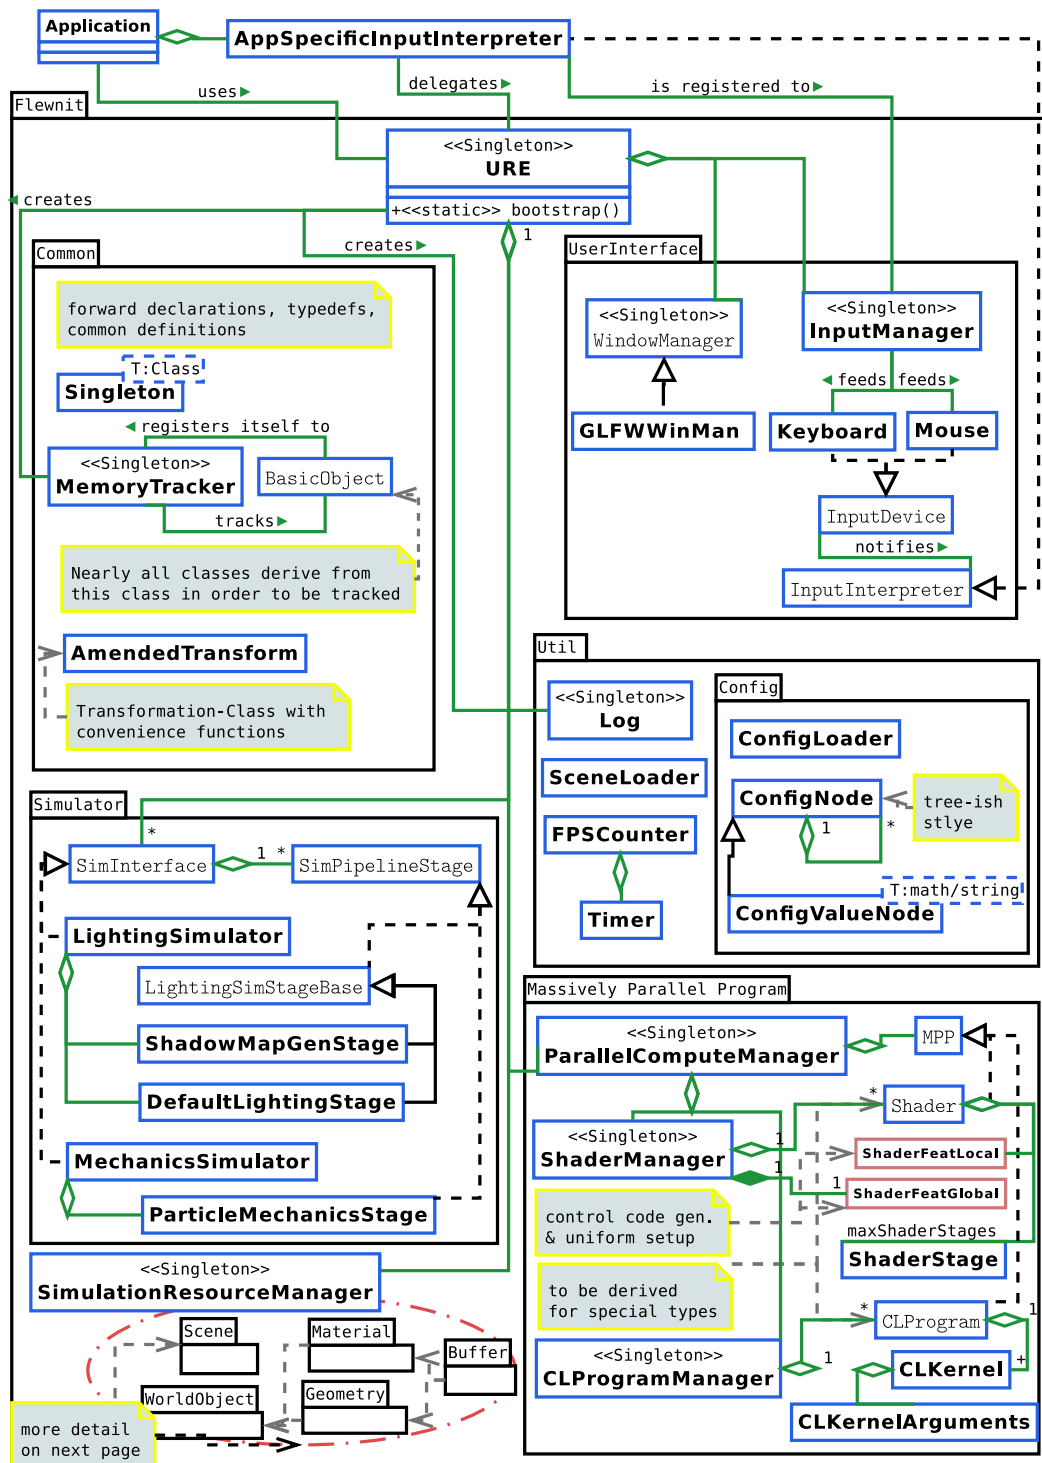 Application
AppSpecificInputInterpreter
uses
delegates
is registered to
Flewnit
<<Singleton>>
URE
+<<static>> bootstrap()
creates
creates
1
Common
forward declarations, typedefs,
common definitions
T:Class
Singleton
registers itself to
<<Singleton>>
MemoryTracker
BasicObject
tracks
Nearly all classes derive from
this class in order to be tracked
AmendedTransform
Transformation-Class with
convenience functions
UserInterface
<<Singleton>>
WindowManager
<<Singleton>>
InputManager
feeds
feeds
GLFWWinMan
Keyboard
Mouse
InputDevice
notifies
InputInterpreter
Util
<<Singleton>>
Log
SceneLoader
FPSCounter
Timer
Config
ConfigLoader
ConfigNode
1
*
tree-ish
stlye
T:math/string
ConfigValueNode
Simulator
*
SimInterface
1
*
SimPipelineStage
LightingSimulator
LightingSimStageBase
ShadowMapGenStage
DefaultLightingStage
MechanicsSimulator
ParticleMechanicsStage
Massively Parallel Program
<<Singleton>>
ParallelComputeManager
MPP
*
Shader
<<Singleton>>
ShaderManager
1
1
ShaderFeatLocal
1
ShaderFeatGlobal
control code gen.
& uniform setup
maxShaderStages
ShaderStage
to be derived
for special types
*
CLProgram
1
<<Singleton>>
CLProgramManager
1
CLKernel
+
CLKernelArguments
<<Singleton>>
SimulationResourceManager
Scene
Material
Buffer
WorldObject
Geometry
more detail
on next page